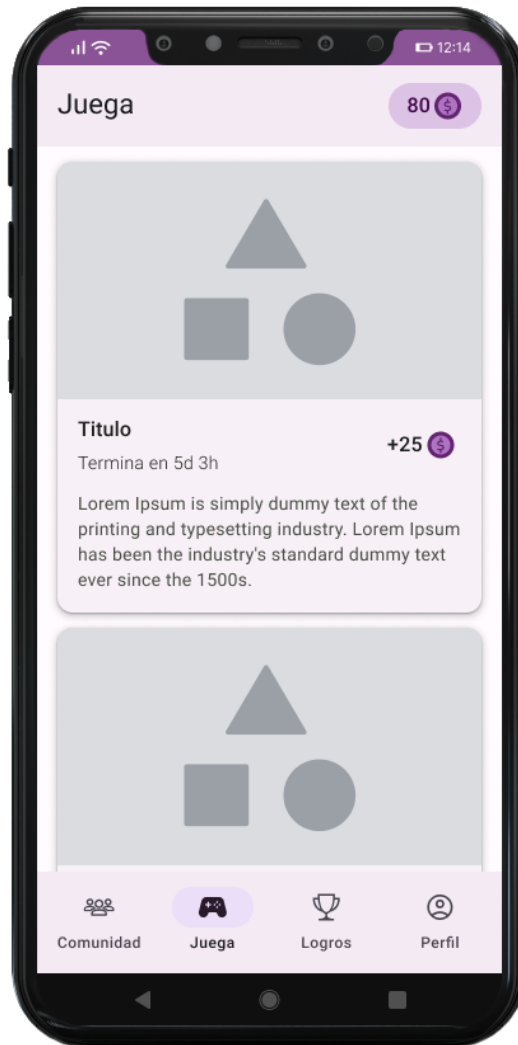 12:14
Juega
80 $
Titulo
+25 $
Termina en 5d 3h
Lorem Ipsum is simply dummy text of the
printing and typesetting industry. Lorem Ipsum
has been the industry's standard dummy text
ever since the 1500s.
Comunidad
Juega
Logros
Perfil